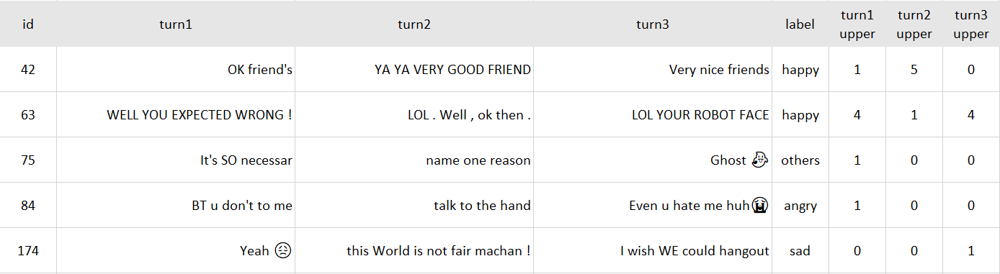 id turn1 turn2 turn3 label turn1 upper turn2 upper turn3 upper
42 OK friend's YA YA VERY GOOD FRIEND Very nice friends happy 1 5 0
63 WELL YOU EXPECTED WRONG ! LOL . Well , ok then . LOL YOUR ROBOT FACE happy 4 1 4
75 It's SO necessar name one reason Ghost 👻 others 1 0 0
84 BT u don't to me talk to the hand Even u hate me huh😭 angry 1 0 0
174 Yeah 😔 this World is not fair machan ! I wish WE could hangout sad 0 0 1